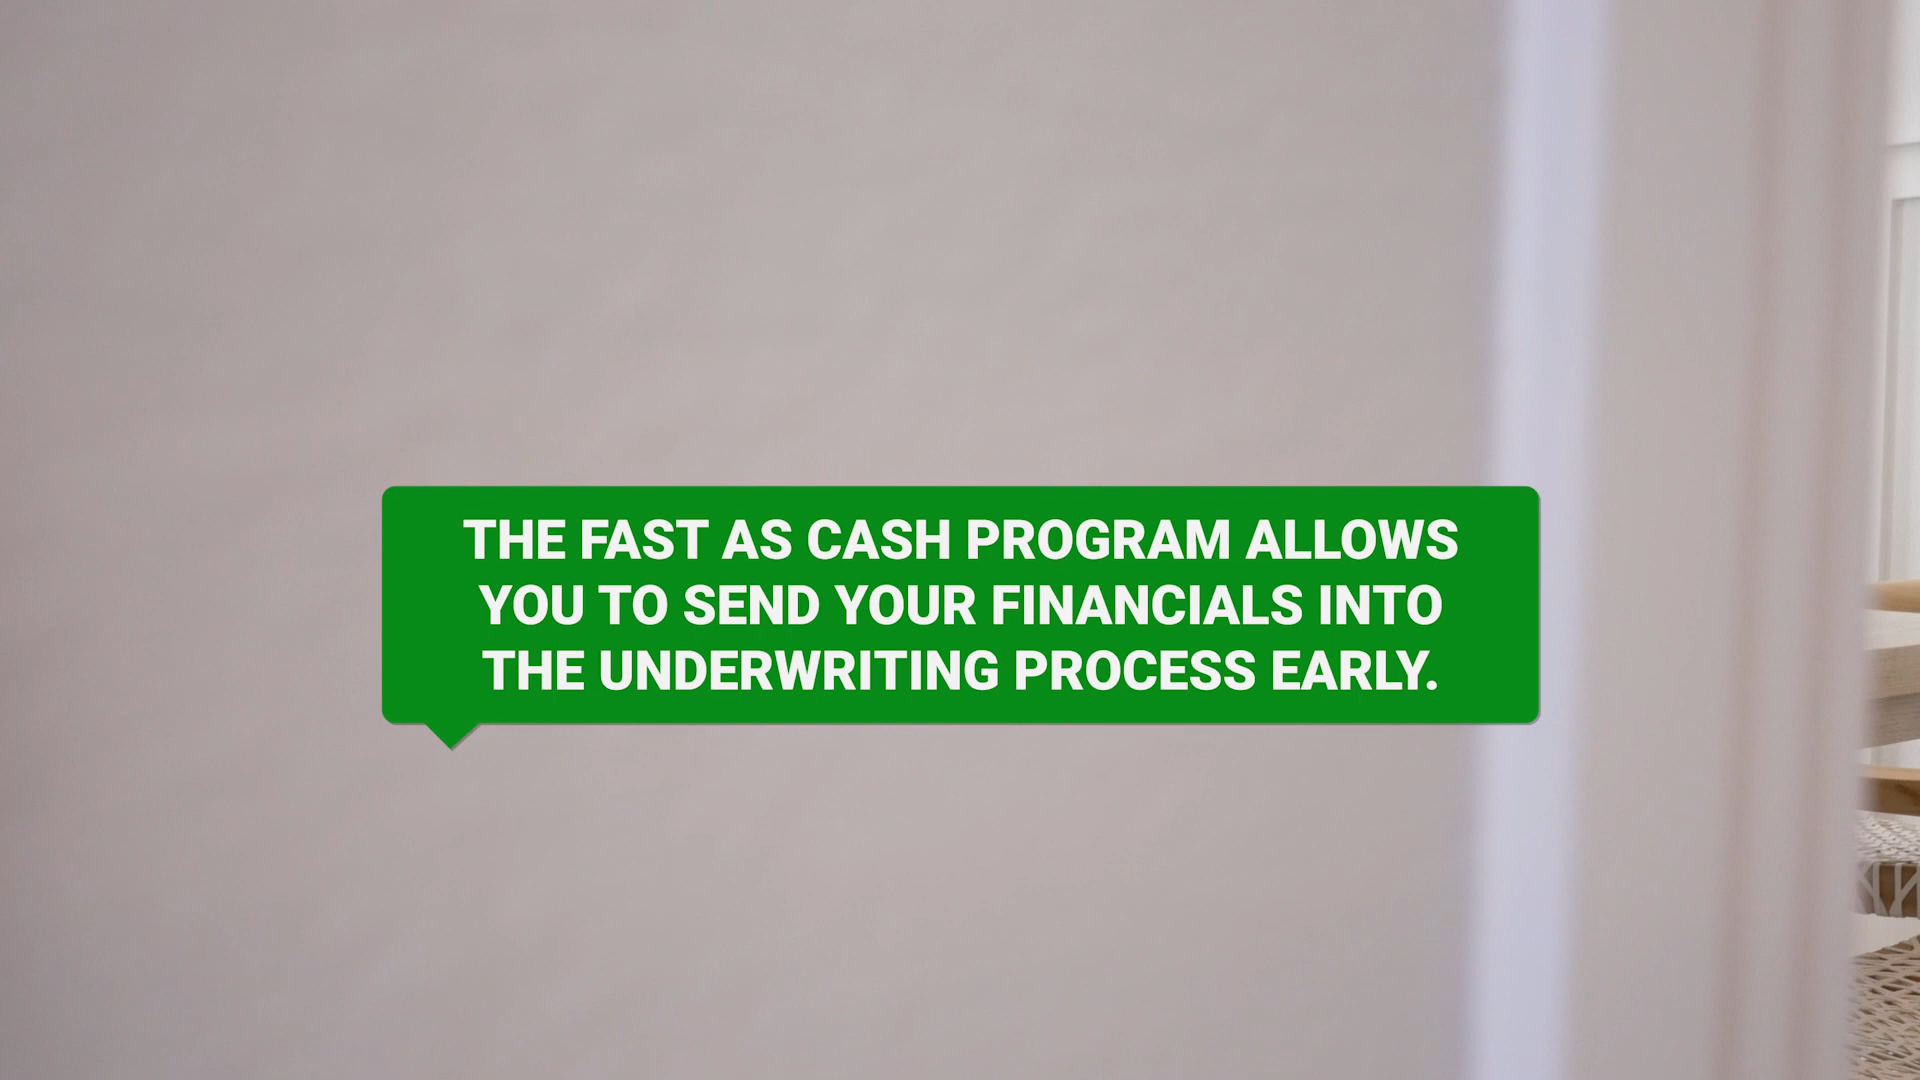 THE FAST AS CASH PROGRAM ALLOWS
YOU TO SEND YOUR FINANCIALS INTO
THE UNDERWRITING PROCESS EARLY.